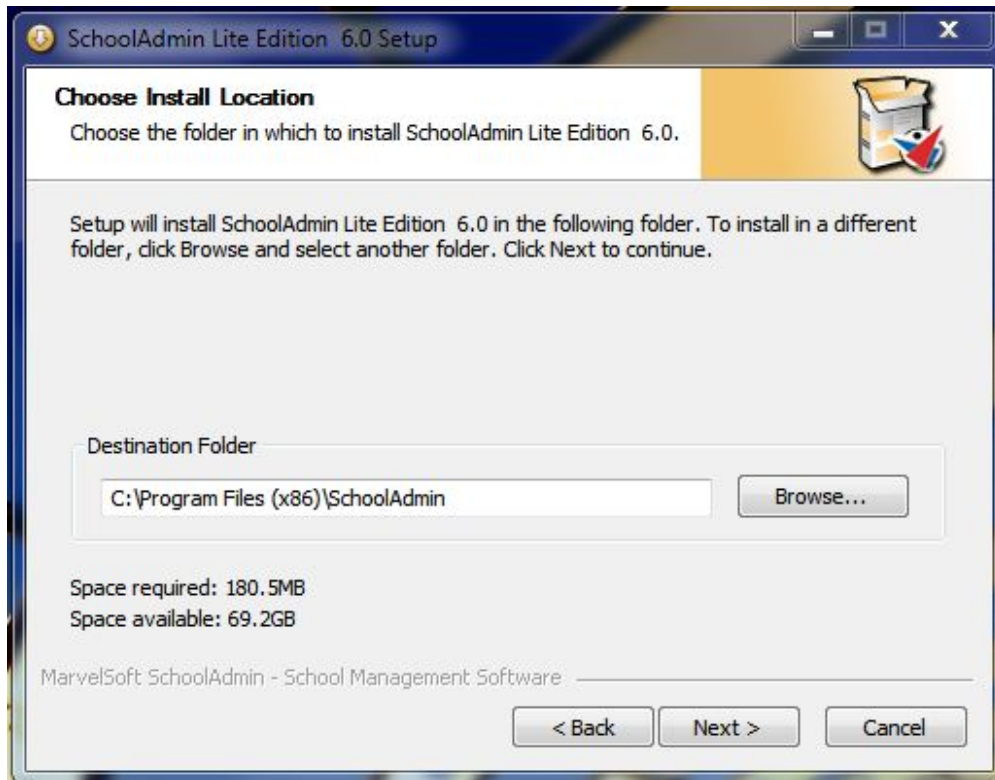 SchoolAdmin Lite Edition  6.0 Setup
Choose Install Location
Choose the folder in which to install SchoolAdmin Lite Edition  6.0.
Setup will install SchoolAdmin Lite Edition  6.0 in the following folder. To install in a different
folder, click Browse and select another folder. Click Next to continue.
Destination Folder
C:\Program Files (x86)\SchoolAdmin
Browse...
Space required: 180.5MB
Space available: 69.2GB
MarvelSoft SchoolAdmin - School Management Software
< Back
Next >
Cancel